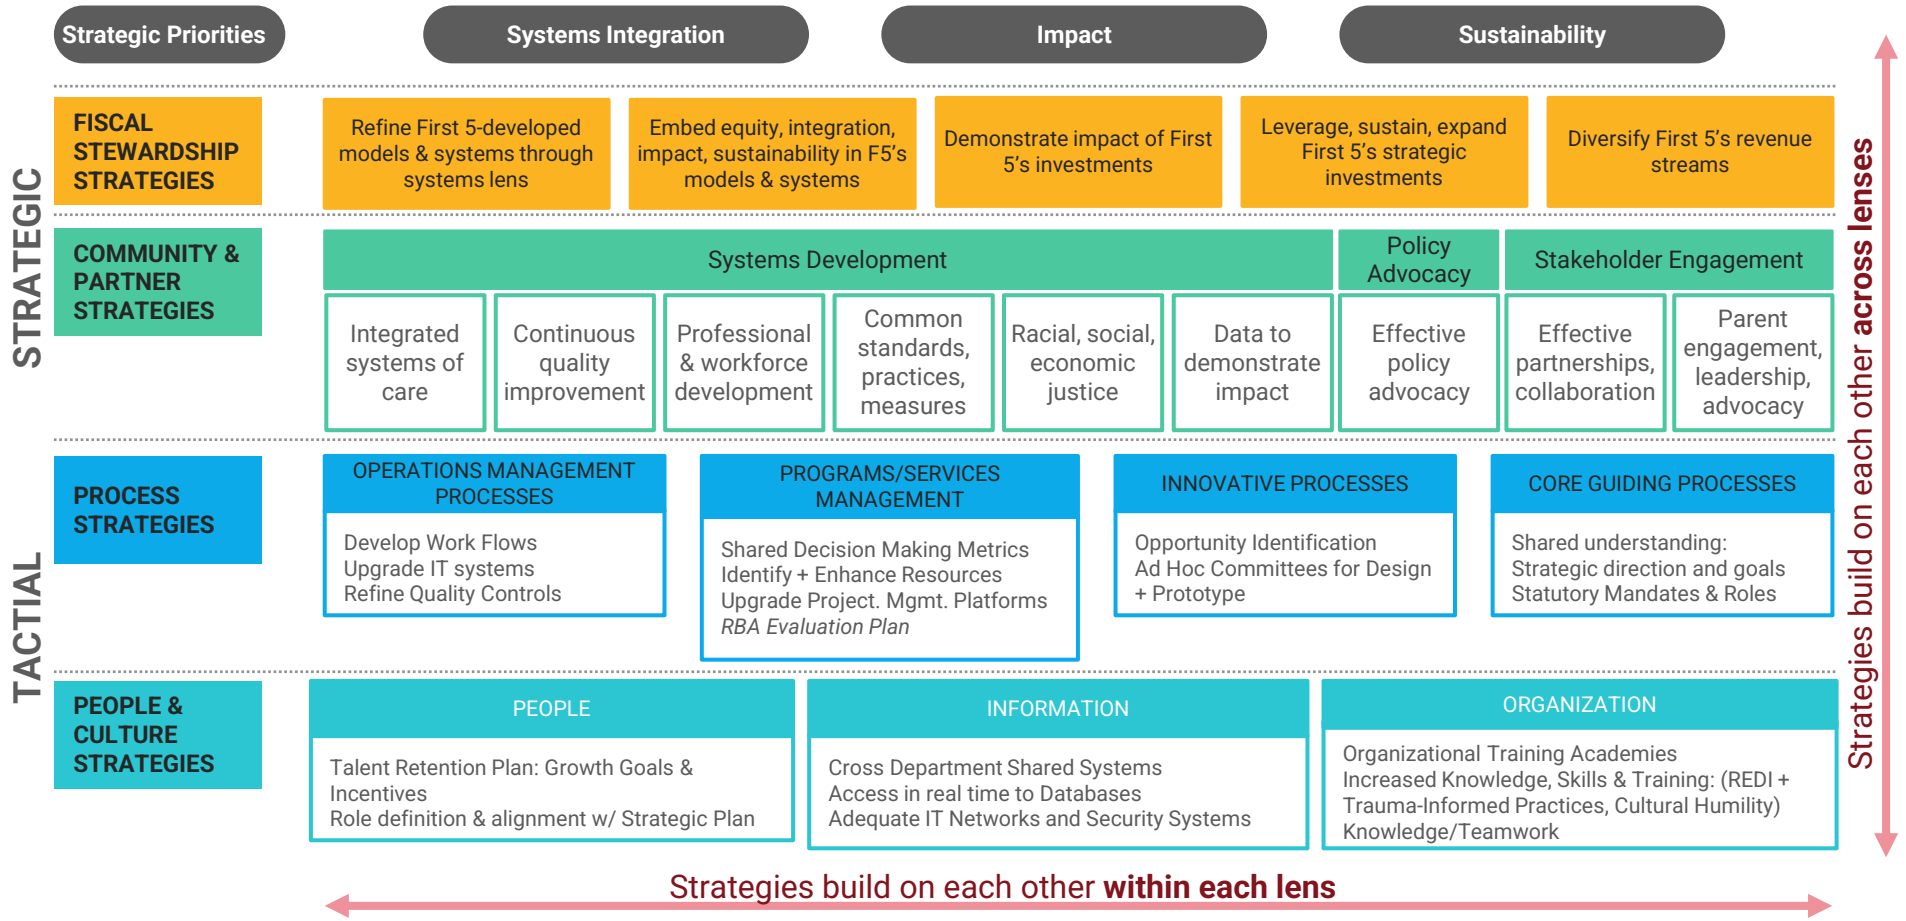 Strategic Priorities
Systems Integration
Impact
Sustainability
STRATEGIC
FISCAL
STEWARDSHIP
STRATEGIES
Refine First 5-developed
models & systems through
systems lens
Embed equity, integration,
impact, sustainability in F5’s
models & systems
Demonstrate impact of First
5’s investments
Leverage, sustain, expand
First 5’s strategic
investments
Diversify First 5’s revenue
streams
COMMUNITY &
PARTNER
STRATEGIES
Systems Development
Policy
Advocacy
Stakeholder Engagement
Integrated
systems of
care
Continuous
quality
improvement
Professional
& workforce
development
Common
standards,
practices,
measures
Racial, social,
economic
justice
Data to
demonstrate
impact
Effective
policy
advocacy
Effective
partnerships,
collaboration
Parent
engagement,
leadership,
advocacy
TACTIAL
PROCESS
STRATEGIES
OPERATIONS MANAGEMENT
PROCESSES
Develop Work Flows
Upgrade IT systems
Refine Quality Controls
PROGRAMS/SERVICES
MANAGEMENT
Shared Decision Making Metrics
Identify + Enhance Resources
Upgrade Project. Mgmt. Platforms
RBA Evaluation Plan
INNOVATIVE PROCESSES
Opportunity Identification
Ad Hoc Committees for Design
+ Prototype
CORE GUIDING PROCESSES
Shared understanding:
Strategic direction and goals
Statutory Mandates & Roles
PEOPLE &
CULTURE
STRATEGIES
PEOPLE
Talent Retention Plan: Growth Goals &
Incentives
Role definition & alignment w/ Strategic Plan
INFORMATION
Cross Department Shared Systems
Access in real time to Databases
Adequate IT Networks and Security Systems
ORGANIZATION
Organizational Training Academies
Increased Knowledge, Skills & Training: (REDI +
Trauma-Informed Practices, Cultural Humility)
Knowledge/Teamwork
Strategies build on each other across lenses
Strategies build on each other within each lens